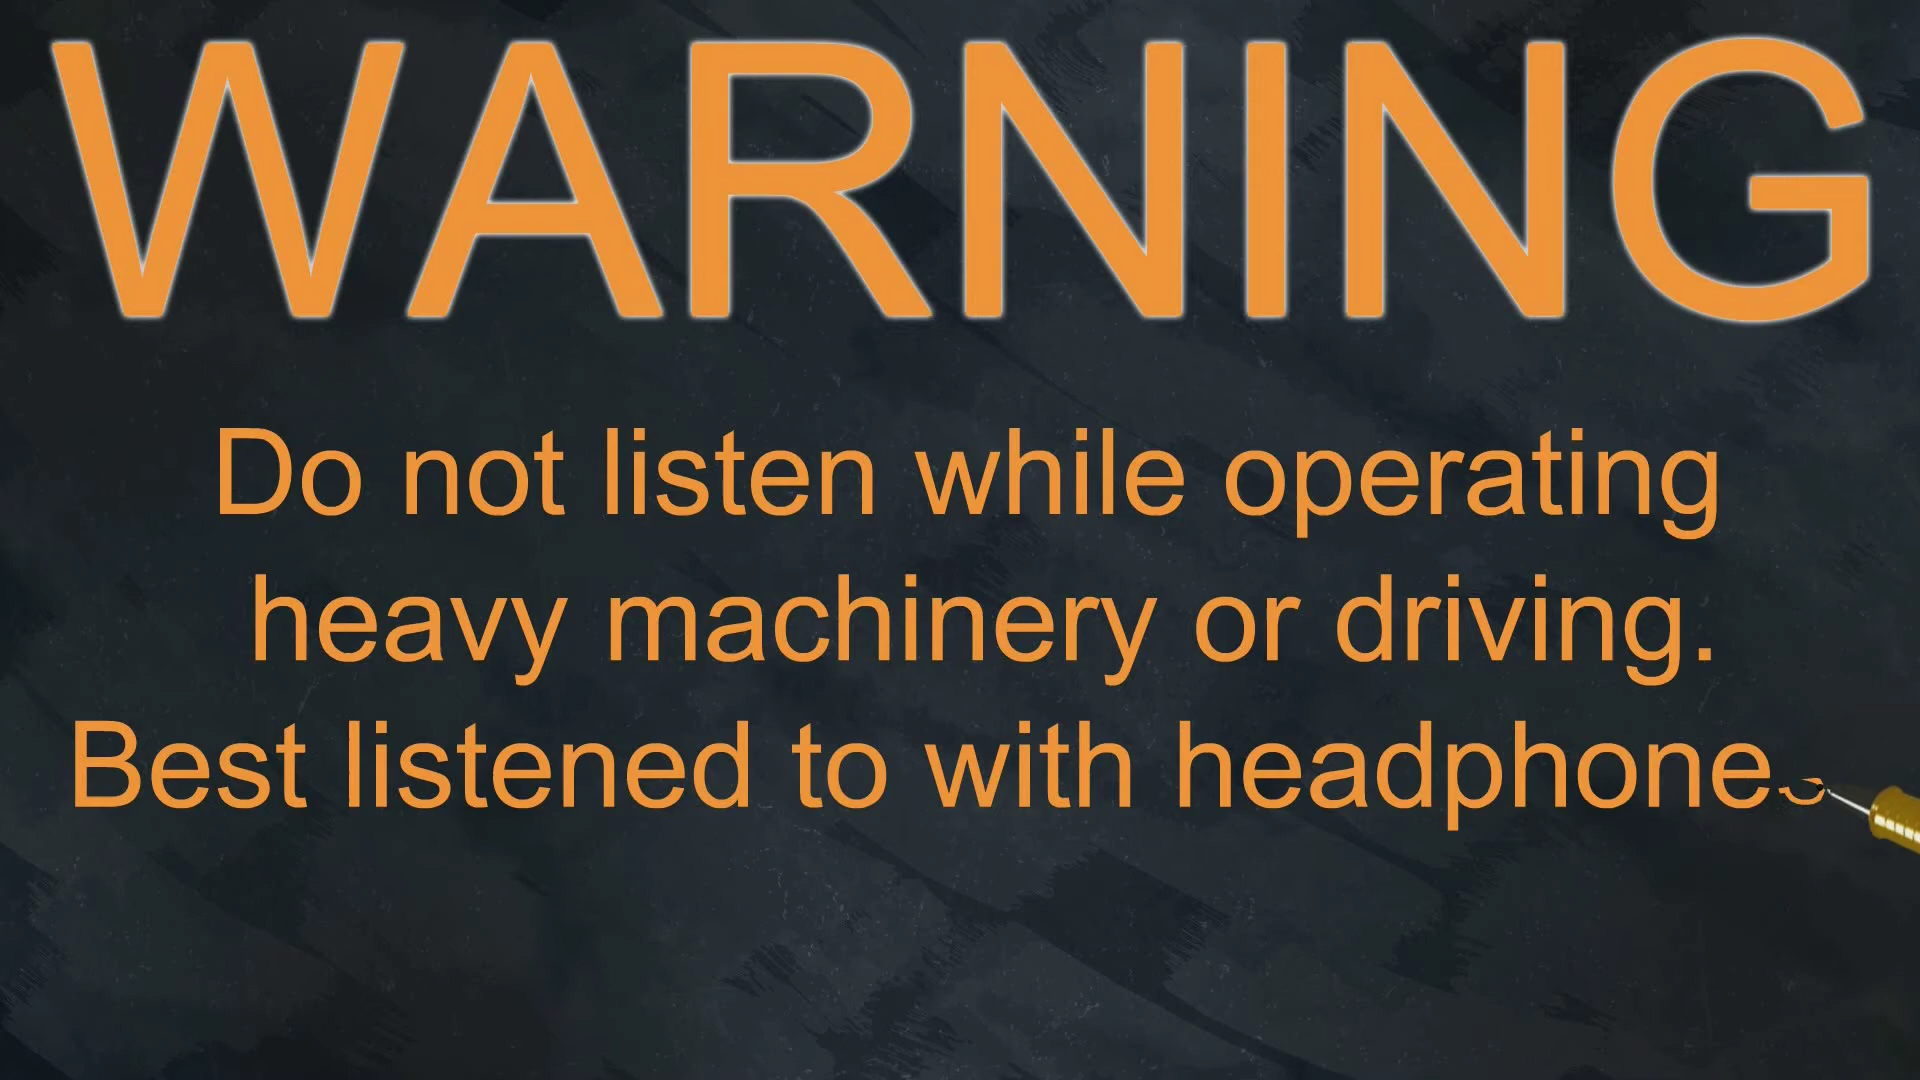 WARNING
Do not listen while operating
heavy machinery or driving.
Best listened to with headphones